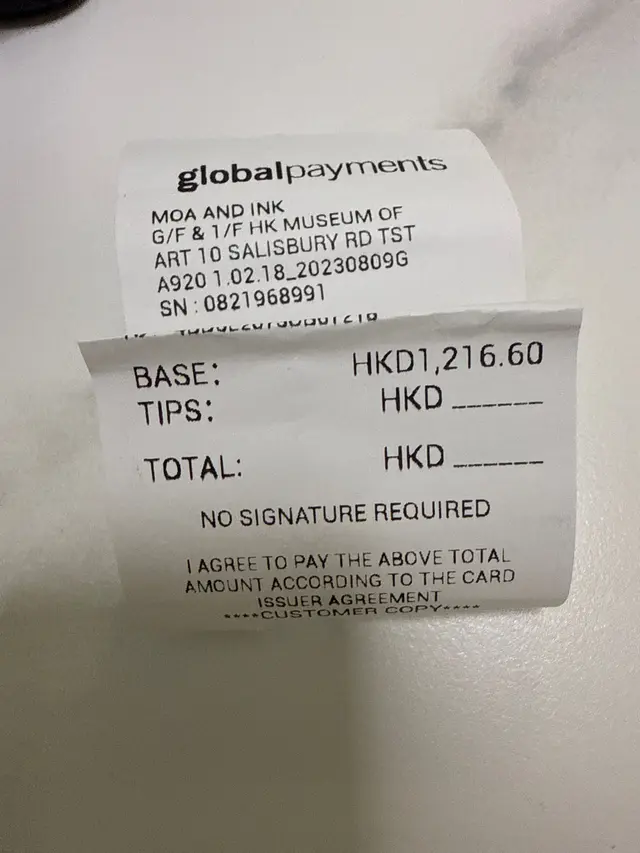 globalpayments
MOA AND INK
G/F & 1/F HK MUSEUM OF
ART 10 SALISBURY RD TST
A920 1.02.18_20230809G
SN : 0821968991
BASE: HKD1,216.60
TIPS: HKD ______
TOTAL: HKD ______
NO SIGNATURE REQUIRED
I AGREE TO PAY THE ABOVE TOTAL
AMOUNT ACCORDING TO THE CARD
ISSUER AGREEMENT
****CUSTOMER COPY****